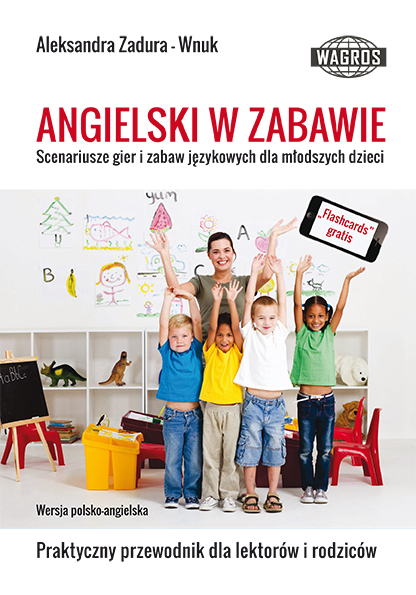 Aleksandra Zadura - Wnuk
WAGROS
ANGIELSKI W ZABAWIE
Scenariusze gier i zabaw językowych dla młodszych dzieci
„Flashcards”
gratis
yum
A
B
C
ABC
Wersja polsko-angielska
Praktyczny przewodnik dla lektorów i rodziców